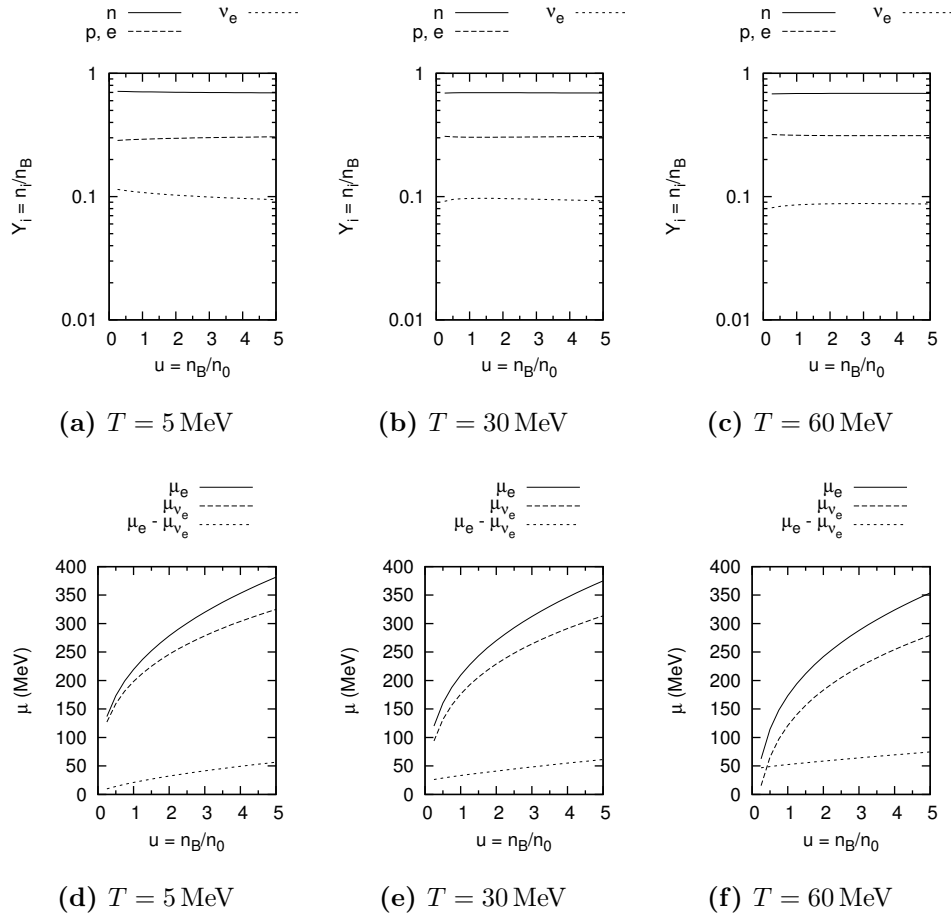 n
p, e
ν_e
n
p, e
ν_e
n
p, e
ν_e
Y_i = n_i/n_B
1
0.1
0.01
0 1 2 3 4 5
u = n_B/n_0
Y_i = n_i/n_B
1
0.1
0.01
0 1 2 3 4 5
u = n_B/n_0
Y_i = n_i/n_B
1
0.1
0.01
0 1 2 3 4 5
u = n_B/n_0
(a) T = 5 MeV
(b) T = 30 MeV
(c) T = 60 MeV
μ_e
μ_ν_e
μ_e - μ_ν_e
μ (MeV)
400
350
300
250
200
150
100
50
0
0 1 2 3 4 5
u = n_B/n_0
μ_e
μ_ν_e
μ_e - μ_ν_e
μ (MeV)
400
350
300
250
200
150
100
50
0
0 1 2 3 4 5
u = n_B/n_0
μ_e
μ_ν_e
μ_e - μ_ν_e
μ (MeV)
400
350
300
250
200
150
100
50
0
0 1 2 3 4 5
u = n_B/n_0
(d) T = 5 MeV
(e) T = 30 MeV
(f) T = 60 MeV